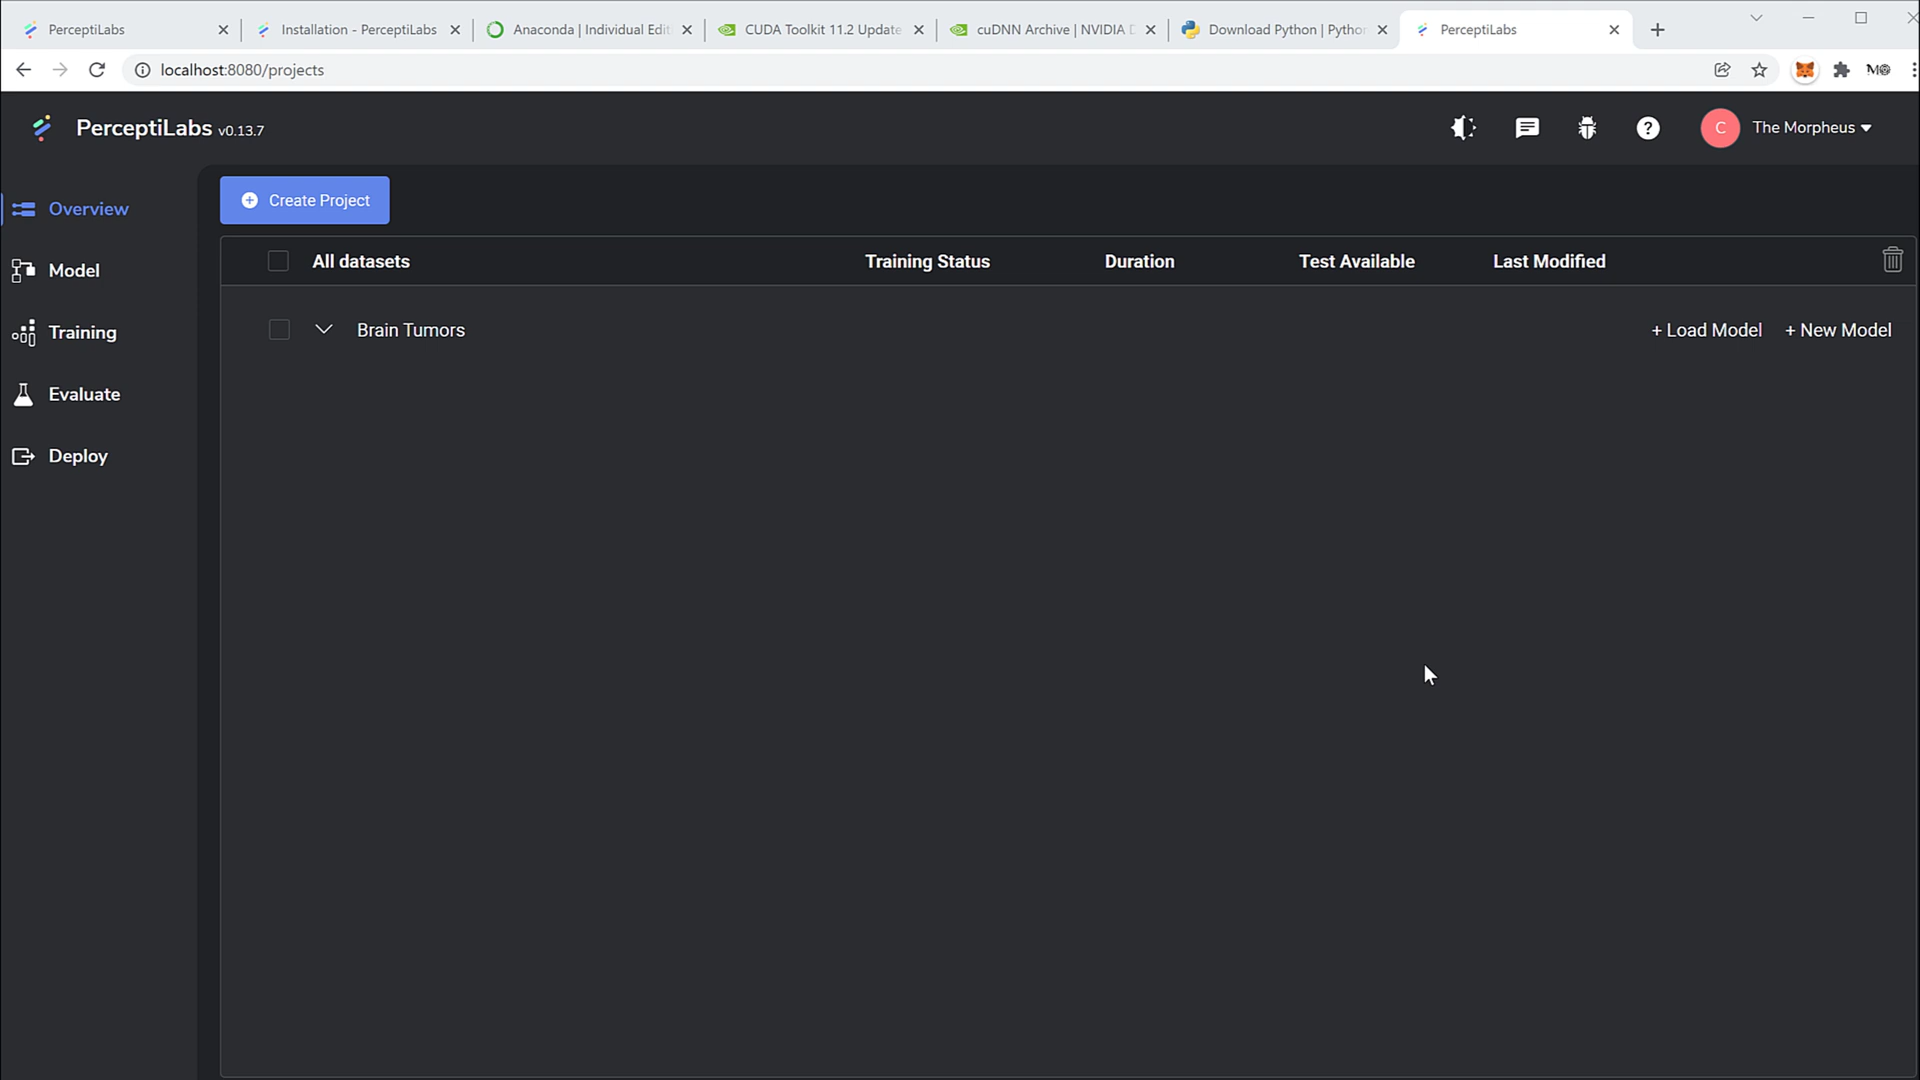 PerceptiLabs
Installation - PerceptiLabs
Anaconda | Individual Edit
CUDA Toolkit 11.2 Update
cuDNN Archive | NVIDIA D
Download Python | Python
PerceptiLabs
localhost:8080/projects
PerceptiLabs v0.13.7
C
The Morpheus
Overview
Model
Training
Evaluate
Deploy
Create Project
All datasets
Training Status
Duration
Test Available
Last Modified
Brain Tumors
+ Load Model
+ New Model